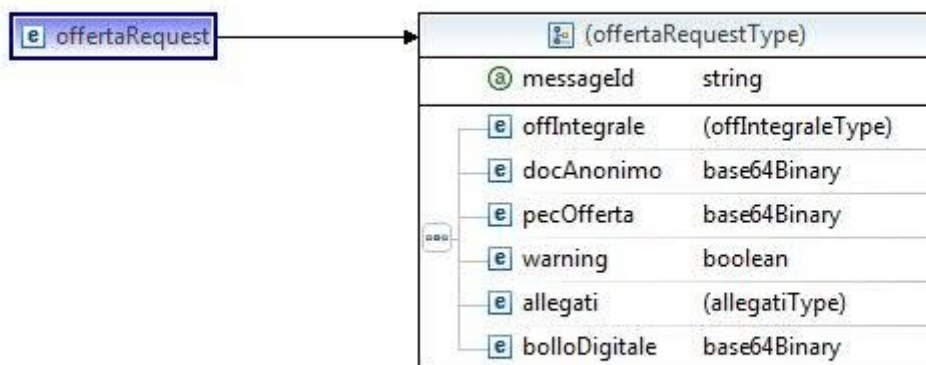 e offertaRequest
(offertaRequestType)
a messageId string
e offIntegrale (offIntegraleType)
e docAnonimo base64Binary
e pecOfferta base64Binary
e warning boolean
e allegati (allegatiType)
e bolloDigitale base64Binary